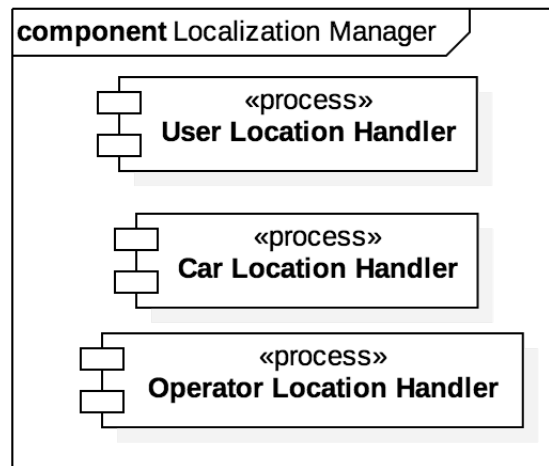 component Localization Manager
«process»
User Location Handler
«process»
Car Location Handler
«process»
Operator Location Handler